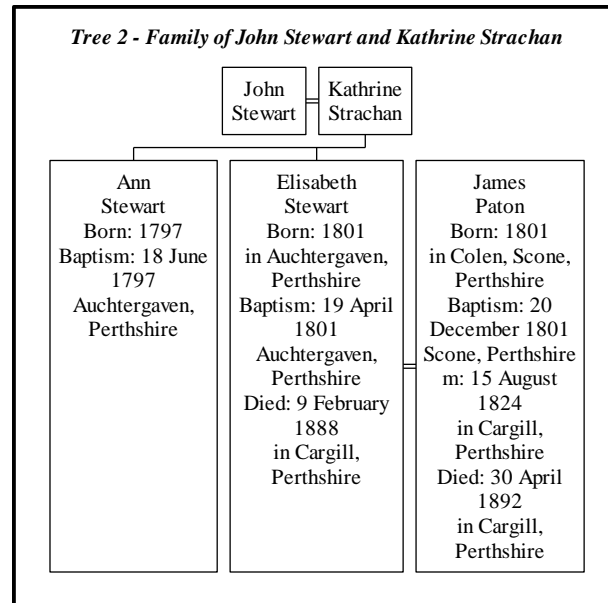 Tree 2 - Family of John Stewart and Kathrine Strachan
John
Stewart
Kathrine
Strachan
Ann
Stewart
Born: 1797
Baptism: 18 June
1797
Auchtergaven,
Perthshire
Elisabeth
Stewart
Born: 1801
in Auchtergaven,
Perthshire
Baptism: 19 April
1801
Auchtergaven,
Perthshire
Died: 9 February
1888
in Cargill,
Perthshire
James
Paton
Born: 1801
in Colen, Scone,
Perthshire
Baptism: 20
December 1801
Scone, Perthshire
m: 15 August
1824
in Cargill,
Perthshire
Died: 30 April
1892
in Cargill,
Perthshire